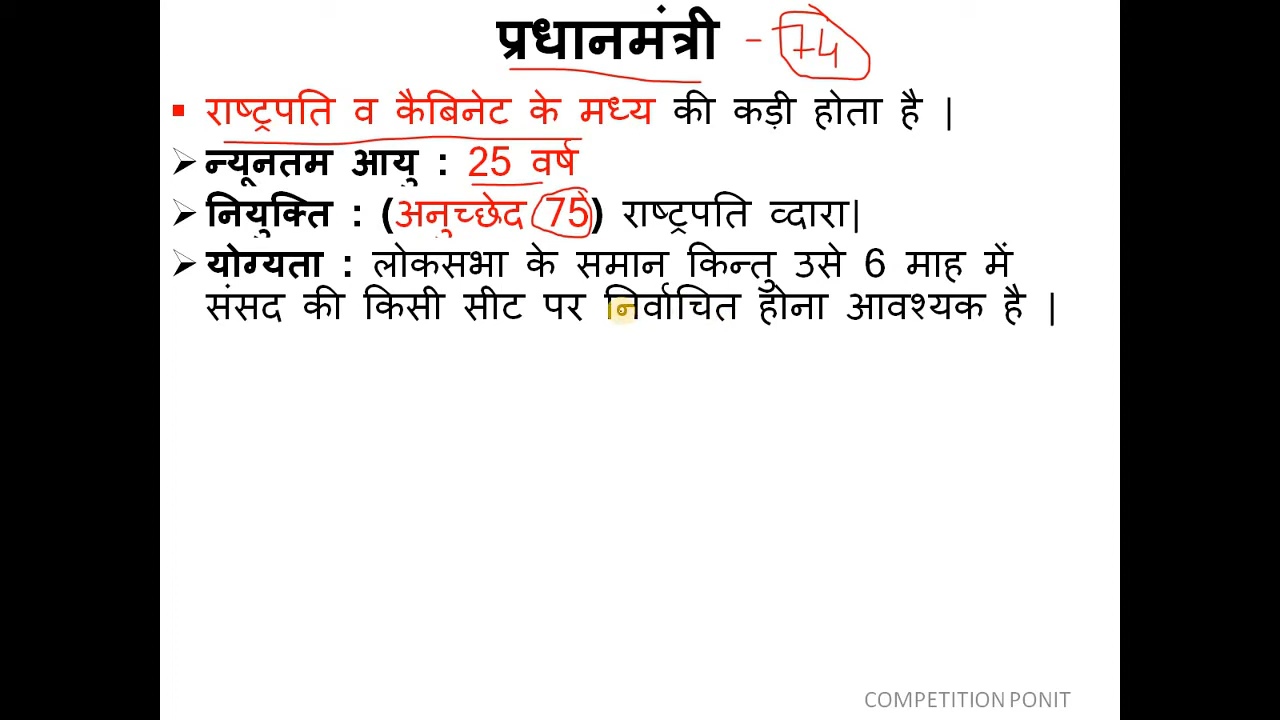 प्रधानमंत्री - 74
▪ राष्ट्रपति व कैबिनेट के मध्य की कड़ी होता है |
➢ न्यूनतम आयु : 25 वर्ष
➢ नियुक्ति : (अनुच्छेद 75) राष्ट्रपति व्दारा|
➢ योग्यता : लोकसभा के समान किन्तु उसे 6 माह में
संसद की किसी सीट पर निर्वाचित होना आवश्यक है |
COMPETITION PONIT